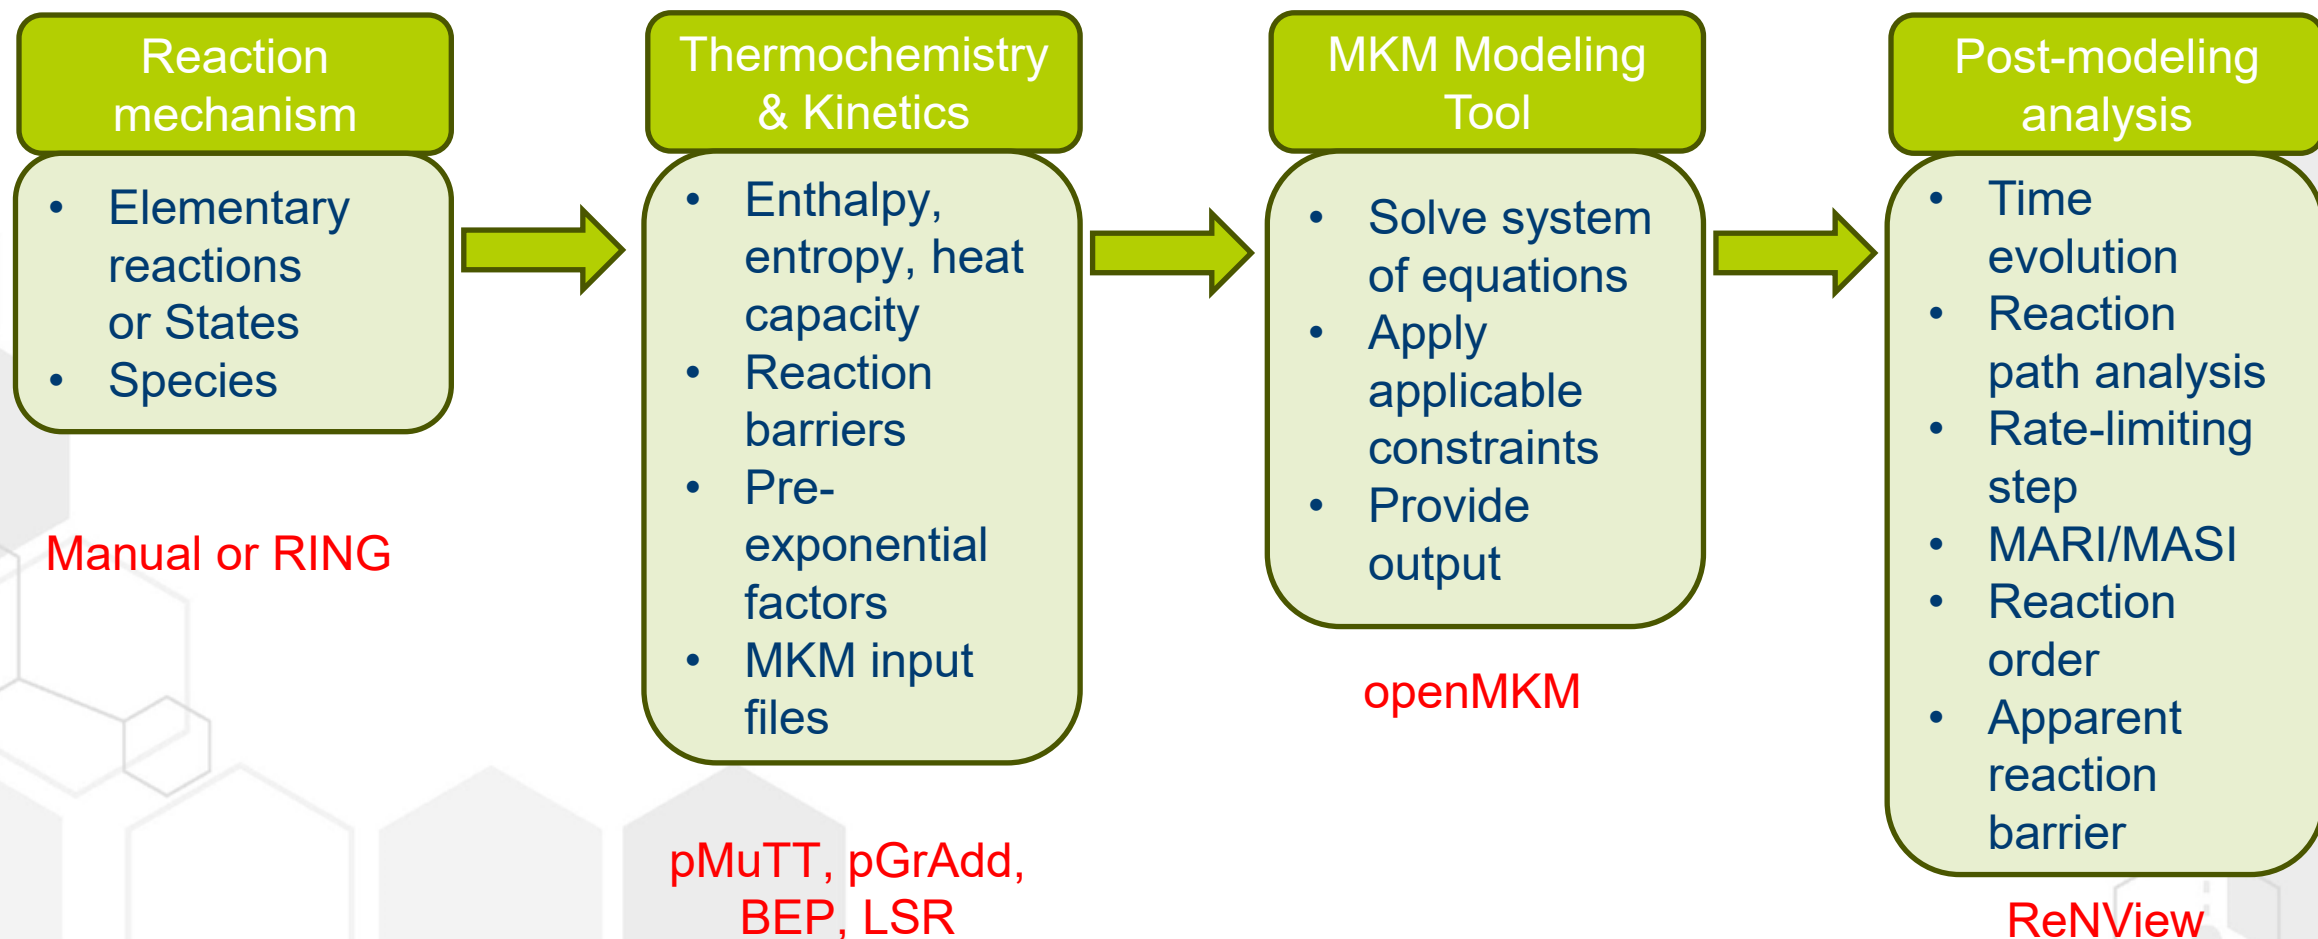 Reaction
mechanism
• Elementary
reactions
or States
• Species
Manual or RING
Thermochemistry
& Kinetics
• Enthalpy,
entropy, heat
capacity
• Reaction
barriers
• Pre-
exponential
factors
• MKM input
files
pMuTT, pGrAdd,
BEP, LSR
MKM Modeling
Tool
• Solve system
of equations
• Apply
applicable
constraints
• Provide
output
openMKM
Post-modeling
analysis
• Time
evolution
• Reaction
path analysis
• Rate-limiting
step
• MARI/MASI
• Reaction
order
• Apparent
reaction
barrier
ReNView